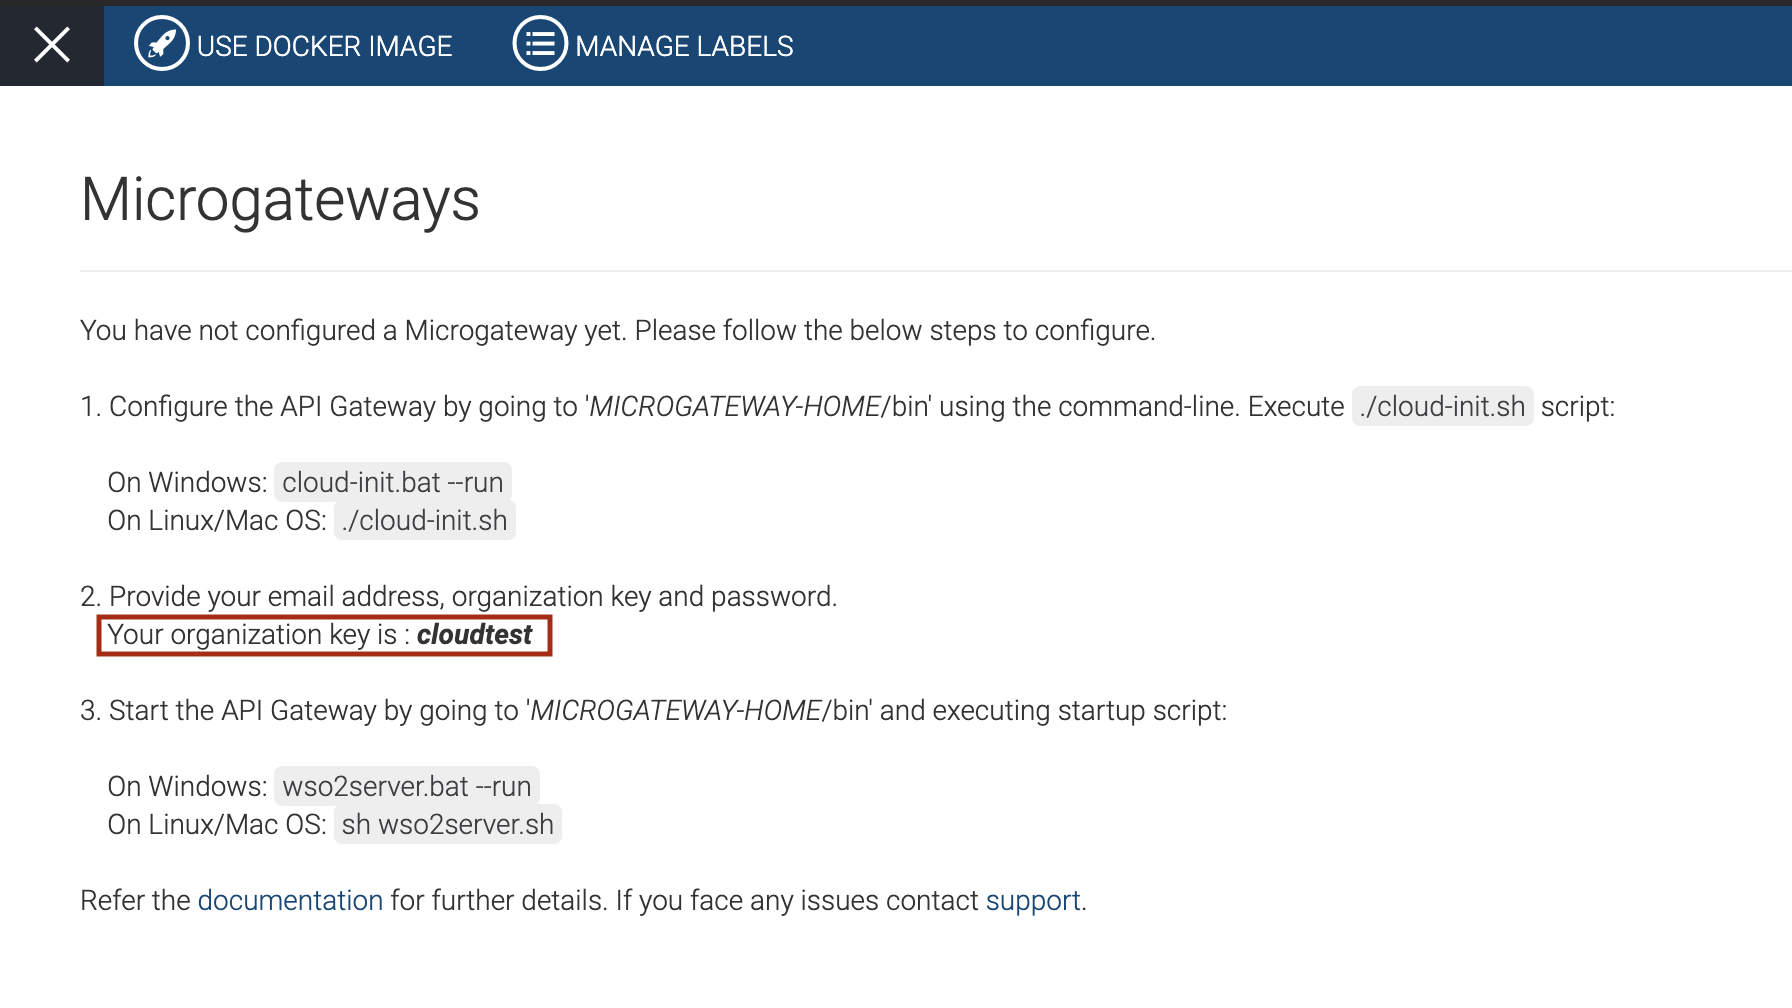 USE DOCKER IMAGE
MANAGE LABELS
Microgateways
You have not configured a Microgateway yet. Please follow the below steps to configure.
1. Configure the API Gateway by going to 'MICROGATEWAY-HOME/bin' using the command-line. Execute ./cloud-init.sh script:
On Windows: cloud-init.bat --run
On Linux/Mac OS: ./cloud-init.sh
2. Provide your email address, organization key and password.
Your organization key is : cloudtest
3. Start the API Gateway by going to 'MICROGATEWAY-HOME/bin' and executing startup script:
On Windows: wso2server.bat --run
On Linux/Mac OS: sh wso2server.sh
Refer the documentation for further details. If you face any issues contact support.